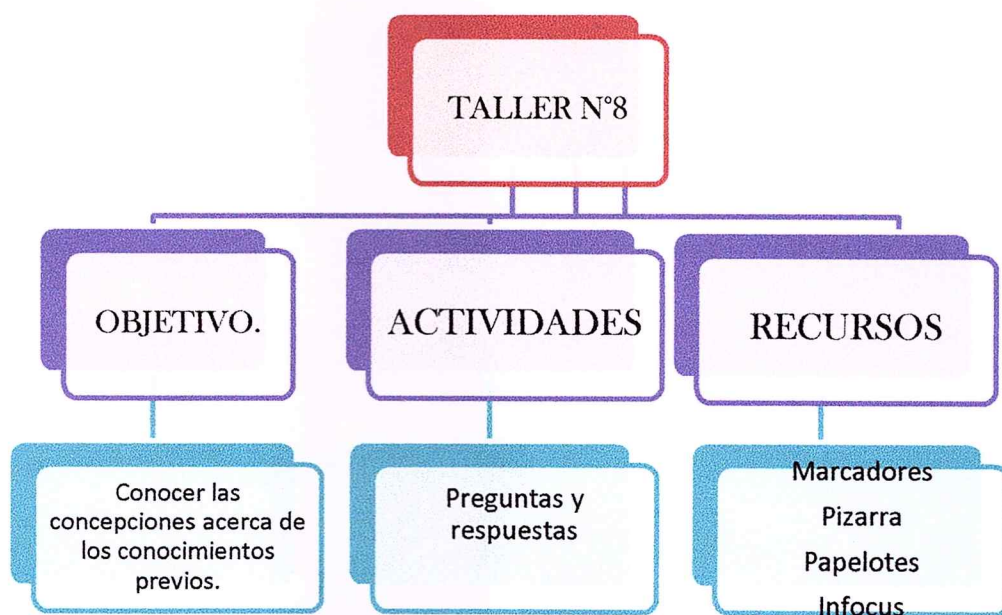 TALLER N°8
OBJETIVO.
ACTIVIDADES
RECURSOS
Conocer las
concepciones acerca de
los conocimientos
previos.
Preguntas y
respuestas
Marcadores
Pizarra
Papelotes
Infocus